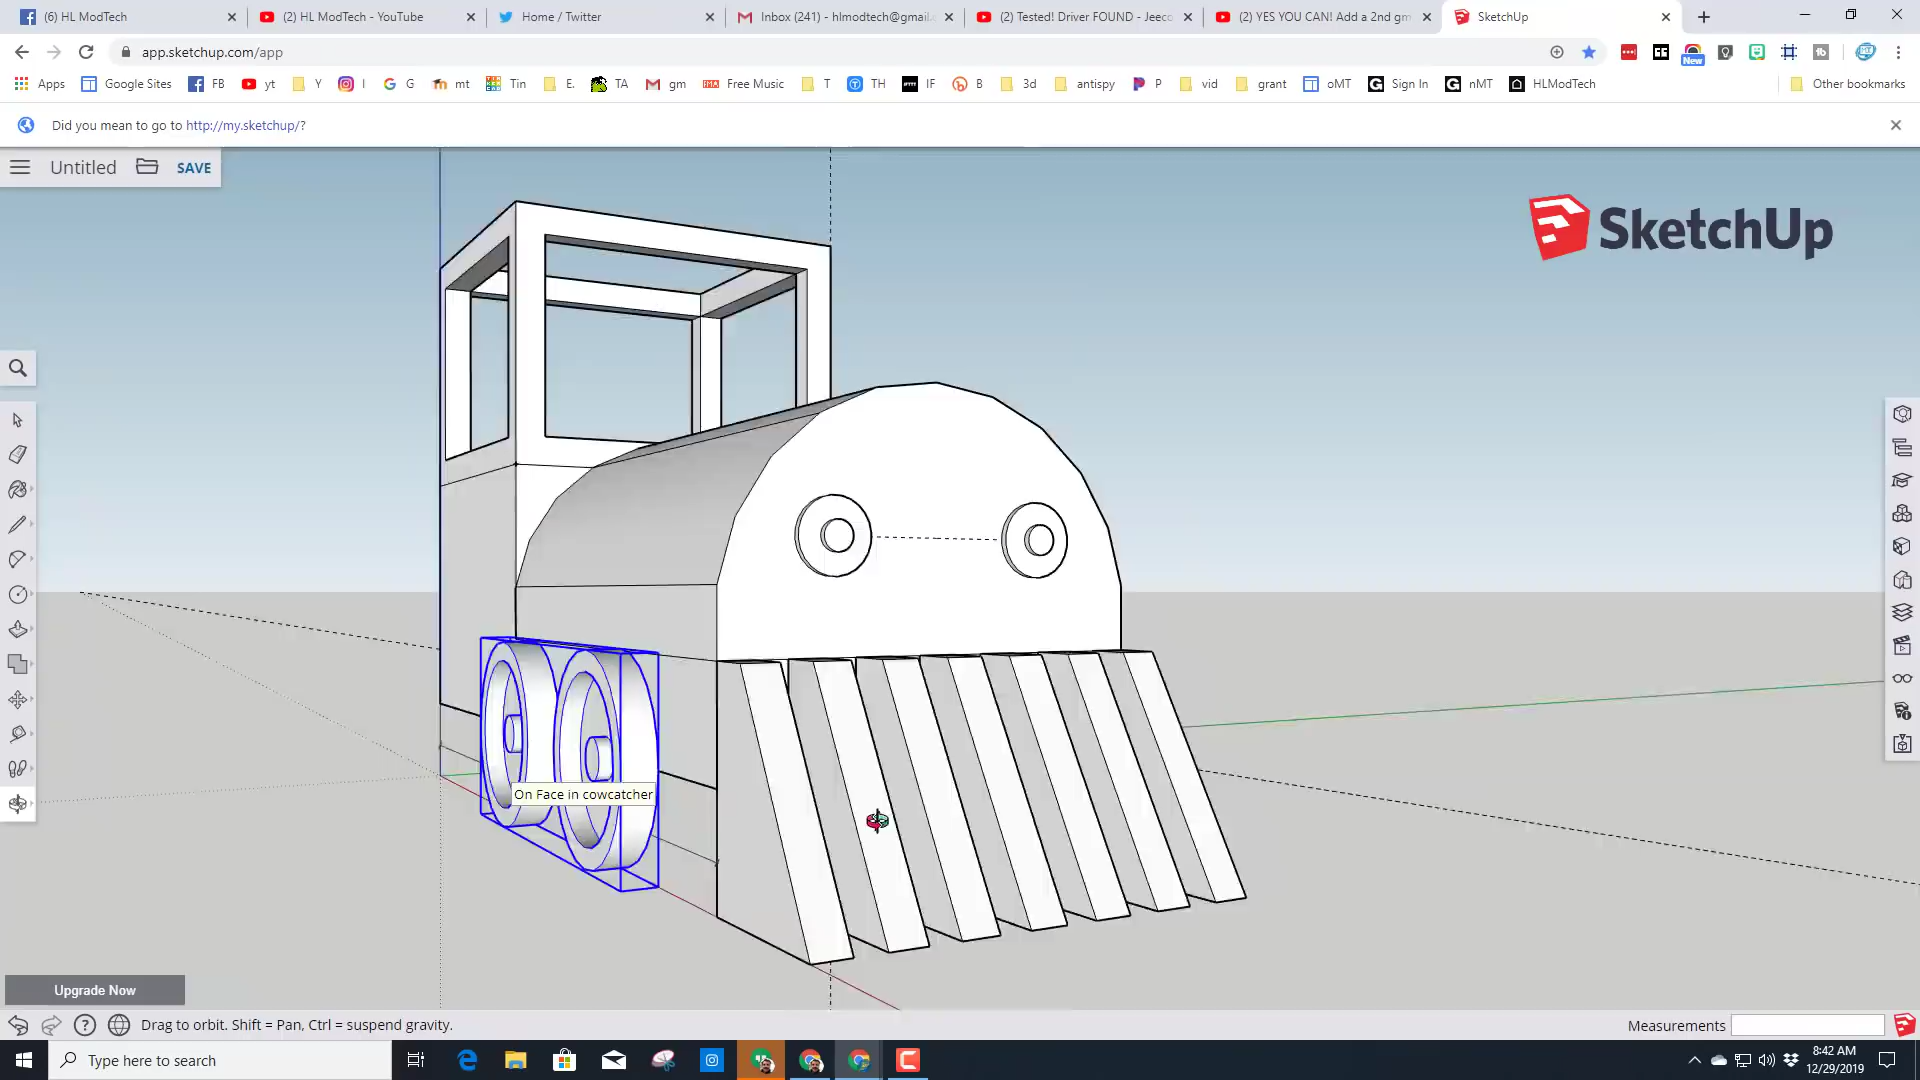 (6) HL ModTech
(2) HL ModTech - YouTube
Home / Twitter
Inbox (241) - hlmodtech@gmail.
(2) Tested! Driver FOUND - Jeeco
(2) YES YOU CAN! Add a 2nd gm
SketchUp
app.sketchup.com/app
New
Apps
Google Sites
FB
yt
Y
I
G
mt
Tin
E.
TA
gm
Free Music
T
TH
IF
B
3d
antispy
P
vid
grant
oMT
Sign In
nMT
HLModTech
Other bookmarks
Did you mean to go to http://my.sketchup/?
Untitled
SAVE
SketchUp
On Face in cowcatcher
Upgrade Now
Drag to orbit. Shift = Pan, Ctrl = suspend gravity.
Measurements
Type here to search
8:42 AM
12/29/2019